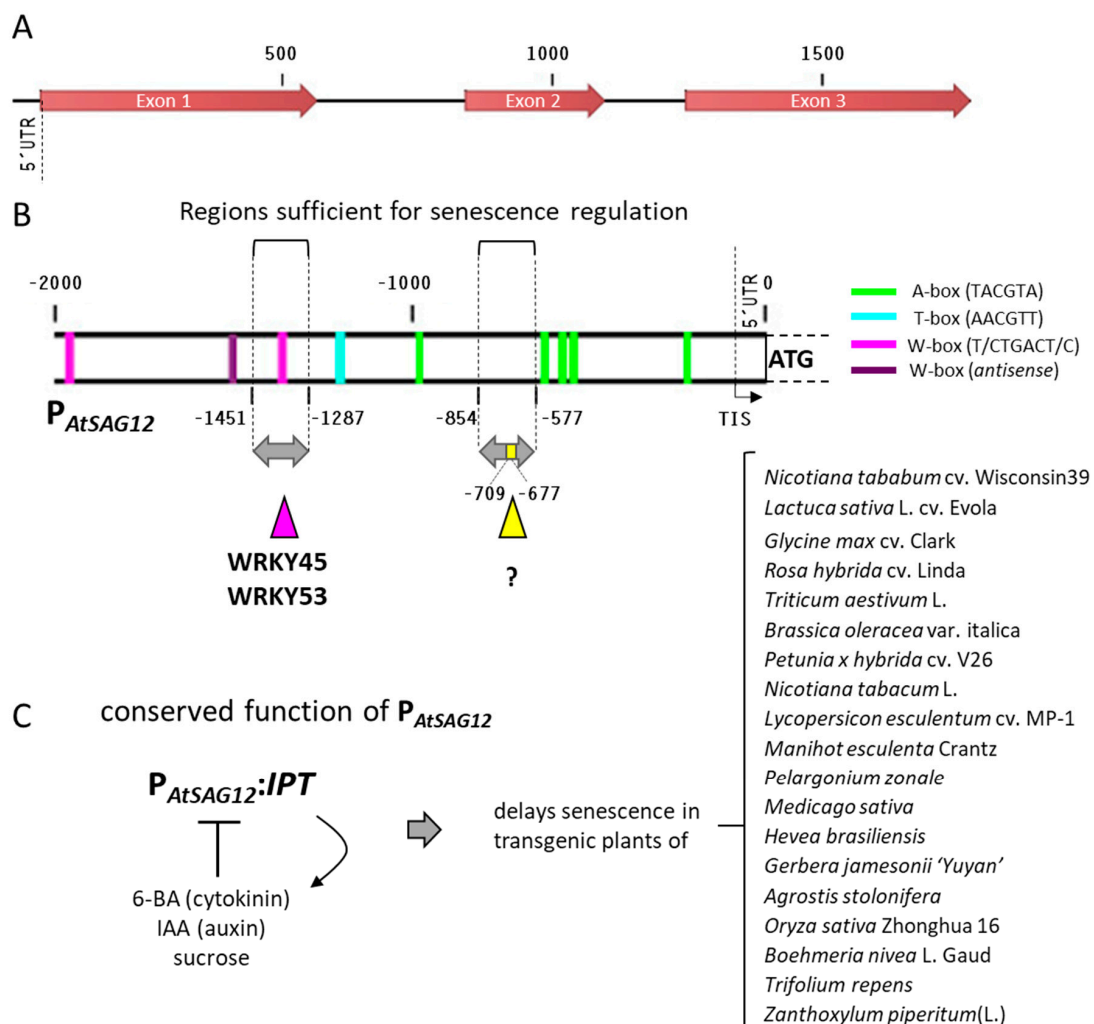 A
500
1000
1500
Exon 1
Exon 2
Exon 3
5´UTR
B
Regions sufficient for senescence regulation
-2000
-1000
5´UTR
0
A-box (TACGTA)
T-box (AACGTT)
W-box (T/CTGACT/C)
W-box (antisense)
ATG
PAtSAG12
-1451
-1287
-854
-577
TIS
-709
-677
WRKY45
WRKY53
?
C
conserved function of PAtSAG12
PAtSAG12:IPT
6-BA (cytokinin)
IAA (auxin)
sucrose
delays senescence in
transgenic plants of
Nicotiana tababum cv. Wisconsin39
Lactuca sativa L. cv. Evola
Glycine max cv. Clark
Rosa hybrida cv. Linda
Triticum aestivum L.
Brassica oleracea var. italica
Petunia x hybrida cv. V26
Nicotiana tabacum L.
Lycopersicon esculentum cv. MP-1
Manihot esculenta Crantz
Pelargonium zonale
Medicago sativa
Hevea brasiliensis
Gerbera jamesonii ‘Yuyan’
Agrostis stolonifera
Oryza sativa Zhonghua 16
Boehmeria nivea L. Gaud
Trifolium repens
Zanthoxylum piperitum(L.)